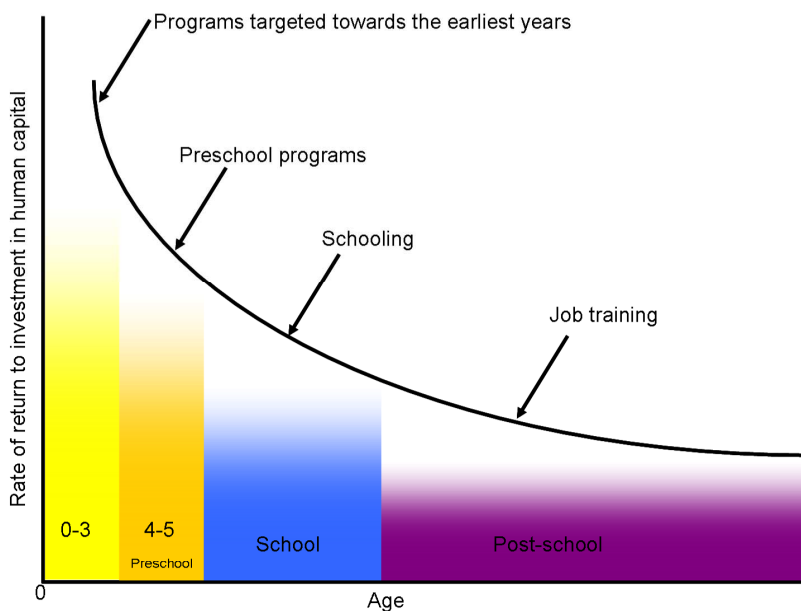 Programs targeted towards the earliest years
Preschool programs
Schooling
Job training
Rate of return to investment in human capital
0-3
4-5
Preschool
School
Post-school
0
Age